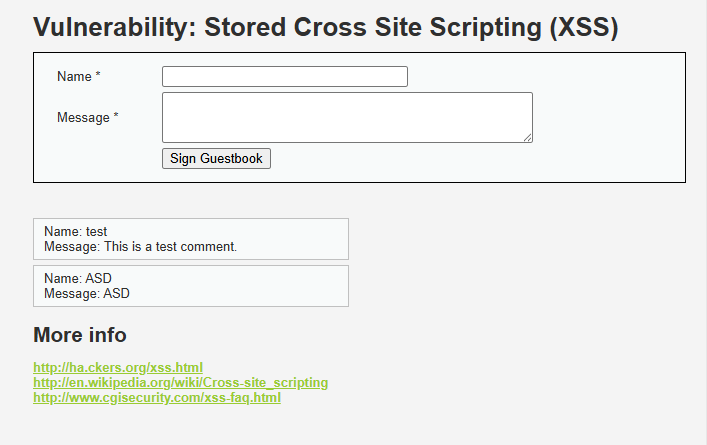 Vulnerability: Stored Cross Site Scripting (XSS)
Name *
Message *
Sign Guestbook
Name: test
Message: This is a test comment.
Name: ASD
Message: ASD
More info
http://ha.ckers.org/xss.html
http://en.wikipedia.org/wiki/Cross-site_scripting
http://www.cgisecurity.com/xss-faq.html